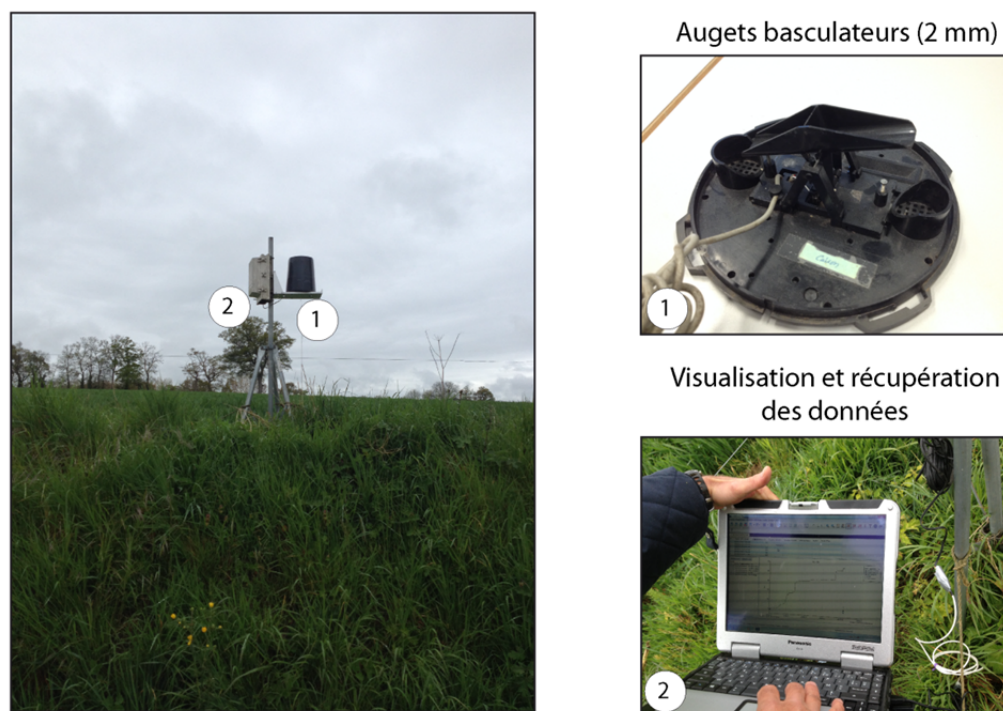 Augets basculateurs (2 mm)
2
1
1
Visualisation et récupération
des données
Panasonic
2